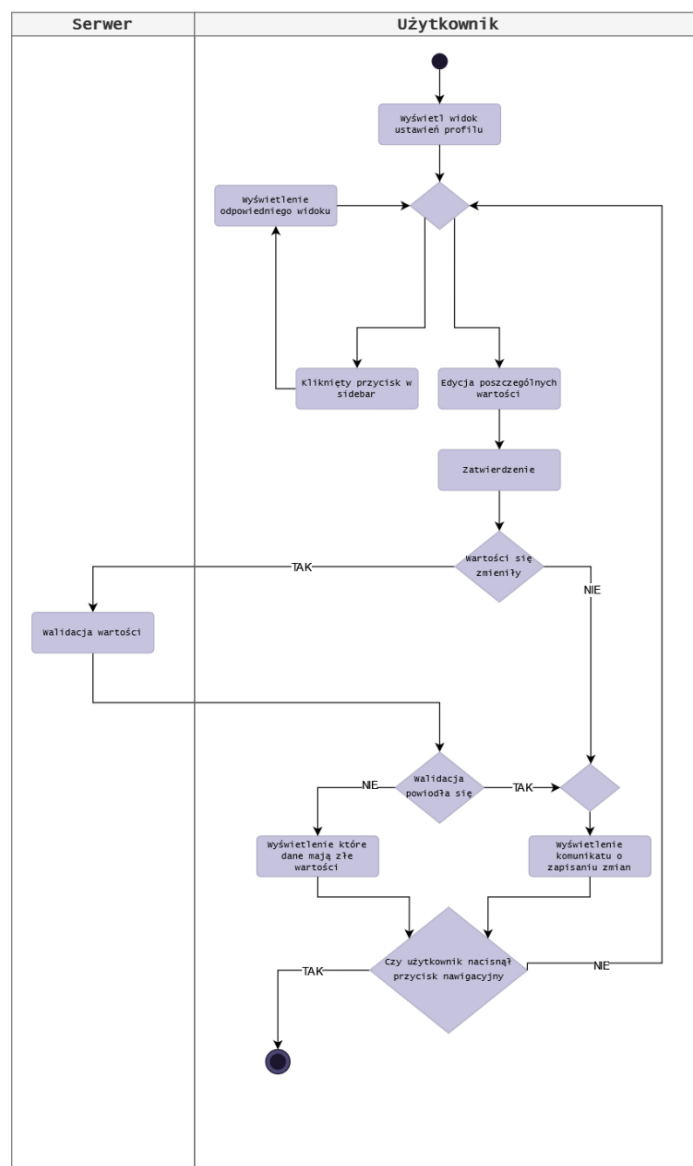 Serwer
Użytkownik
Wyświetl widok
ustawień profilu
Wyświetlenie
odpowiedniego widoku
Kliknięty przycisk w
sidebar
Edycja poszczególnych
wartości
Zatwierdzenie
Wartości się
zmieniły
TAK
NIE
Walidacja wartości
Walidacja
powiodła się
NIE
TAK
Wyświetlenie które
dane mają złe
wartości
Wyświetlenie
komunikatu o
zapisaniu zmian
Czy użytkownik nacisnął
przycisk nawigacyjny
TAK
NIE